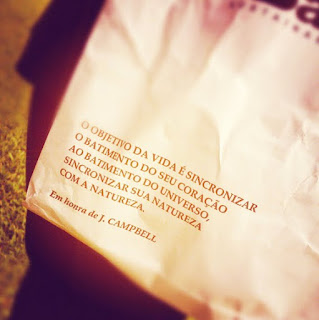 O OBJETIVO DA VIDA É SINCRONIZAR
O BATIMENTO DO SEU CORAÇÃO
AO BATIMENTO DO UNIVERSO,
SINCRONIZAR SUA NATUREZA
COM A NATUREZA.
Em honra de J. CAMPBELL